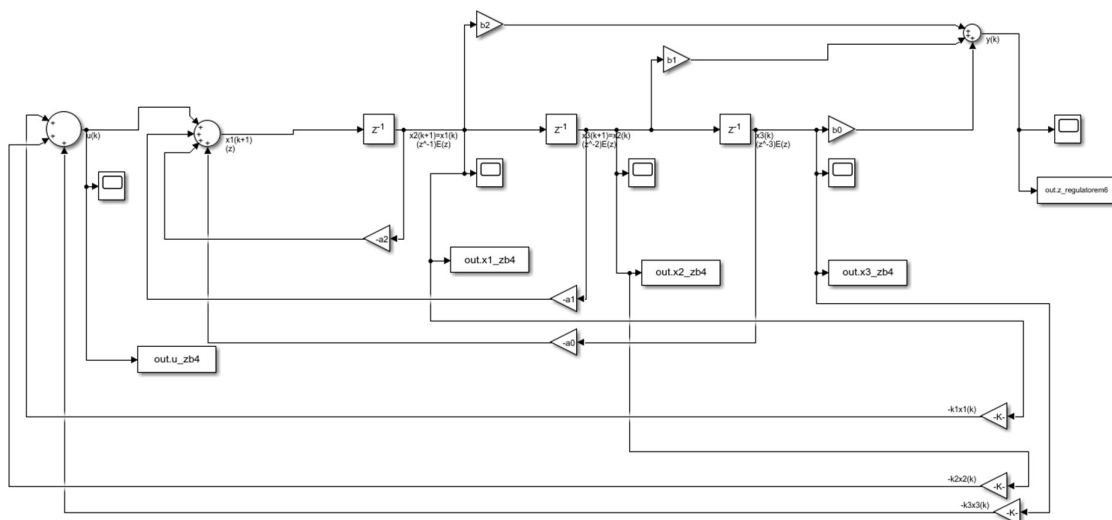 b2
y(k)
b1
u(k)
x1(k+1)
(z)
Z-1
x2(k+1)=x1(k)
(z^-1)E(z)
Z-1
x3(k+1)=x2(k)
(z^-2)E(z)
Z-1
x3(k)
(z^-3)E(z)
b0
out.z_regulatorem6
-a2
out.x1_zb4
out.x2_zb4
out.x3_zb4
-a1
-a0
out.u_zb4
-k1x1(k)
-K-
-k2x2(k)
-K-
-k3x3(k)
-K-